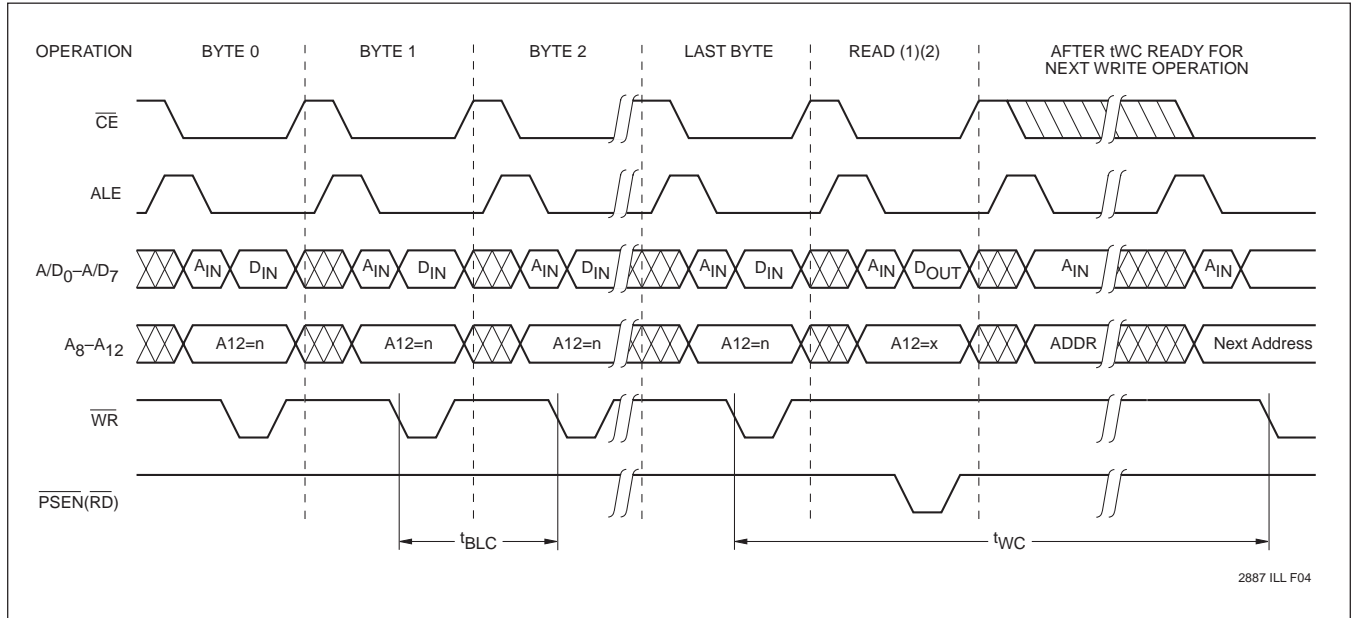 OPERATION BYTE 0 BYTE 1 BYTE 2 LAST BYTE READ (1)(2) AFTER tWC READY FOR
NEXT WRITE OPERATION
CE
ALE
A/D0–A/D7 AIN DIN AIN DIN AIN DIN AIN DIN AIN DOUT AIN AIN
A8–A12 A12=n A12=n A12=n A12=n A12=x ADDR Next Address
WR
PSEN(RD)
tBLC tWC
2887 ILL F04